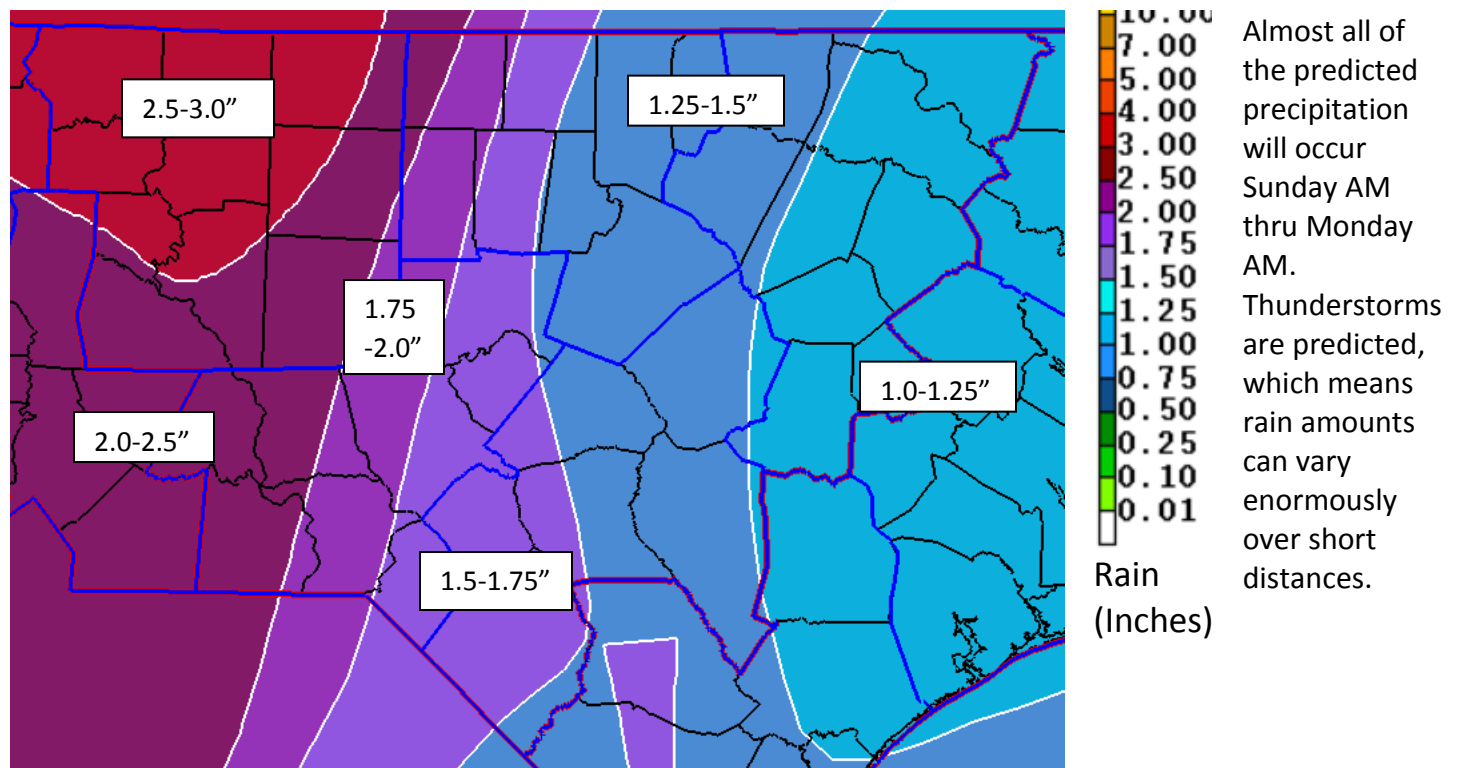 2.5-3.0”
1.25-1.5”
1.75
-2.0”
1.0-1.25”
2.0-2.5”
1.5-1.75”
10.00
7.00
5.00
4.00
3.00
2.50
2.00
1.75
1.50
1.25
1.00
0.75
0.50
0.25
0.10
0.01
Rain
(Inches)
Almost all of
the predicted
precipitation
will occur
Sunday AM
thru Monday
AM.
Thunderstorms
are predicted,
which means
rain amounts
can vary
enormously
over short
distances.